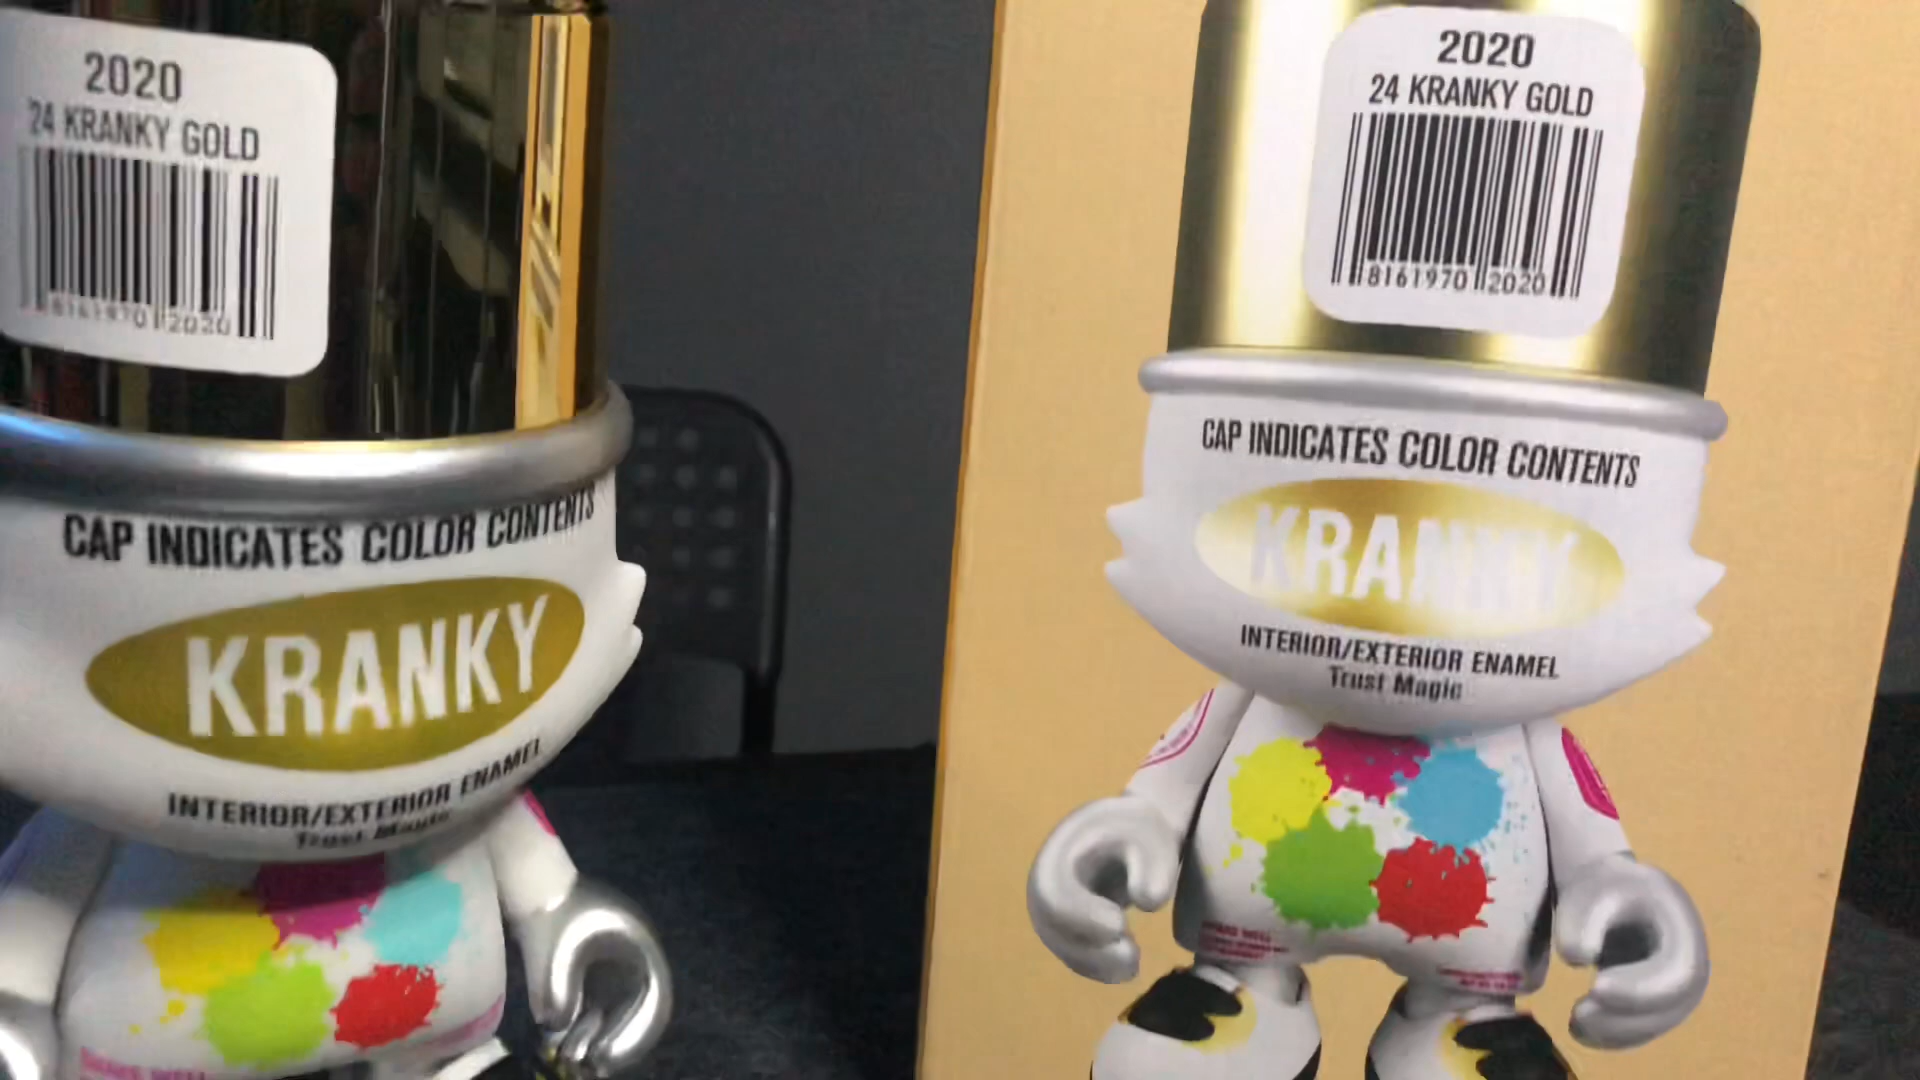 2020
24 KRANKY GOLD
8161970 2020
CAP INDICATES COLOR CONTENTS
KRANKY
INTERIOR/EXTERIOR ENAMEL
Trust Magic
2020
24 KRANKY GOLD
8161970 2020
CAP INDICATES COLOR CONTENTS
KRANKY
INTERIOR/EXTERIOR ENAMEL
Trust Magic